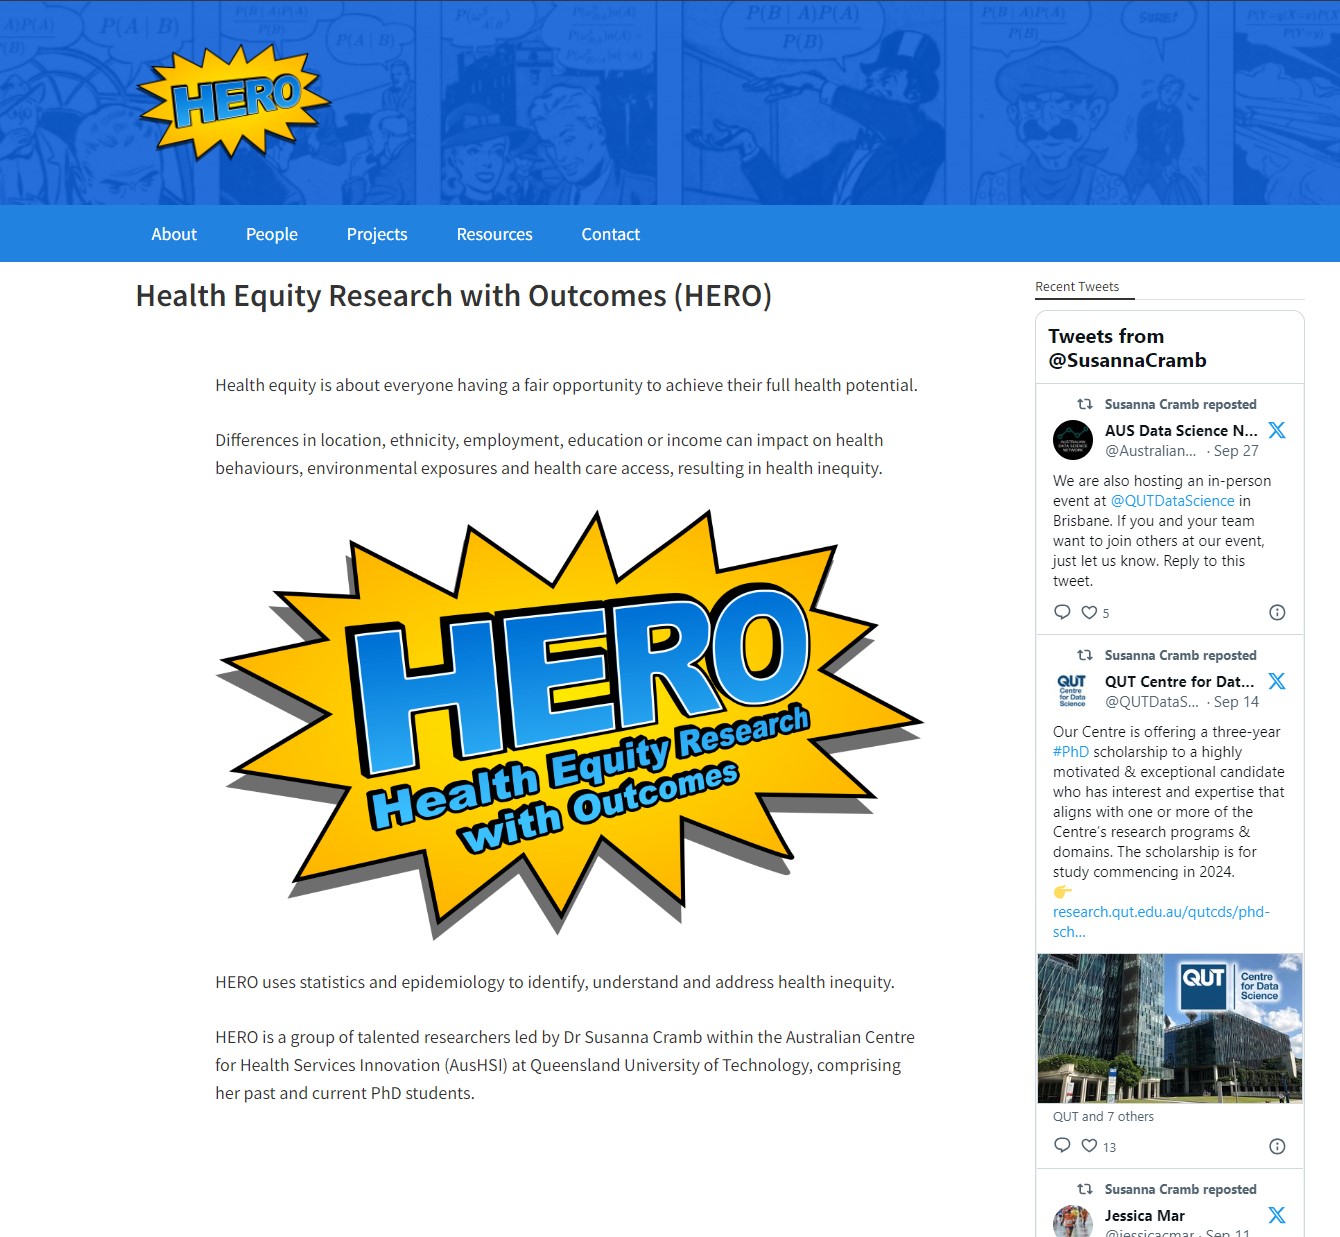 A)P(A)
(B)
P(A | B)
P(B | A)P(A)
P(B)
P(A | B)
P(B | A)P(A)
P(B)
P(B | A)P(A)
P(B)
SURE!
HERO
About
People
Projects
Resources
Contact
Health Equity Research with Outcomes (HERO)
Health equity is about everyone having a fair opportunity to achieve their full health potential.
Differences in location, ethnicity, employment, education or income can impact on health
behaviours, environmental exposures and health care access, resulting in health inequity.
HERO
Health Equity Research
with Outcomes
HERO uses statistics and epidemiology to identify, understand and address health inequity.
HERO is a group of talented researchers led by Dr Susanna Cramb within the Australian Centre
for Health Services Innovation (AusHSI) at Queensland University of Technology, comprising
her past and current PhD students.
Recent Tweets
Tweets from
@SusannaCramb
Susanna Cramb reposted
AUS Data Science N...
@Australian... · Sep 27
We are also hosting an in-person
event at @QUTDataScience in
Brisbane. If you and your team
want to join others at our event,
just let us know. Reply to this
tweet.
5
Susanna Cramb reposted
QUT
Centre
for Data
Science
QUT Centre for Dat...
@QUTDataS... · Sep 14
Our Centre is offering a three-year
#PhD scholarship to a highly
motivated & exceptional candidate
who has interest and expertise that
aligns with one or more of the
Centre's research programs &
domains. The scholarship is for
study commencing in 2024.
👉
research.qut.edu.au/qutcds/phd-
sch...
QUT
Centre
for Data
Science
QUT and 7 others
13
Susanna Cramb reposted
Jessica Mar
@jessicacmar · Sep 11